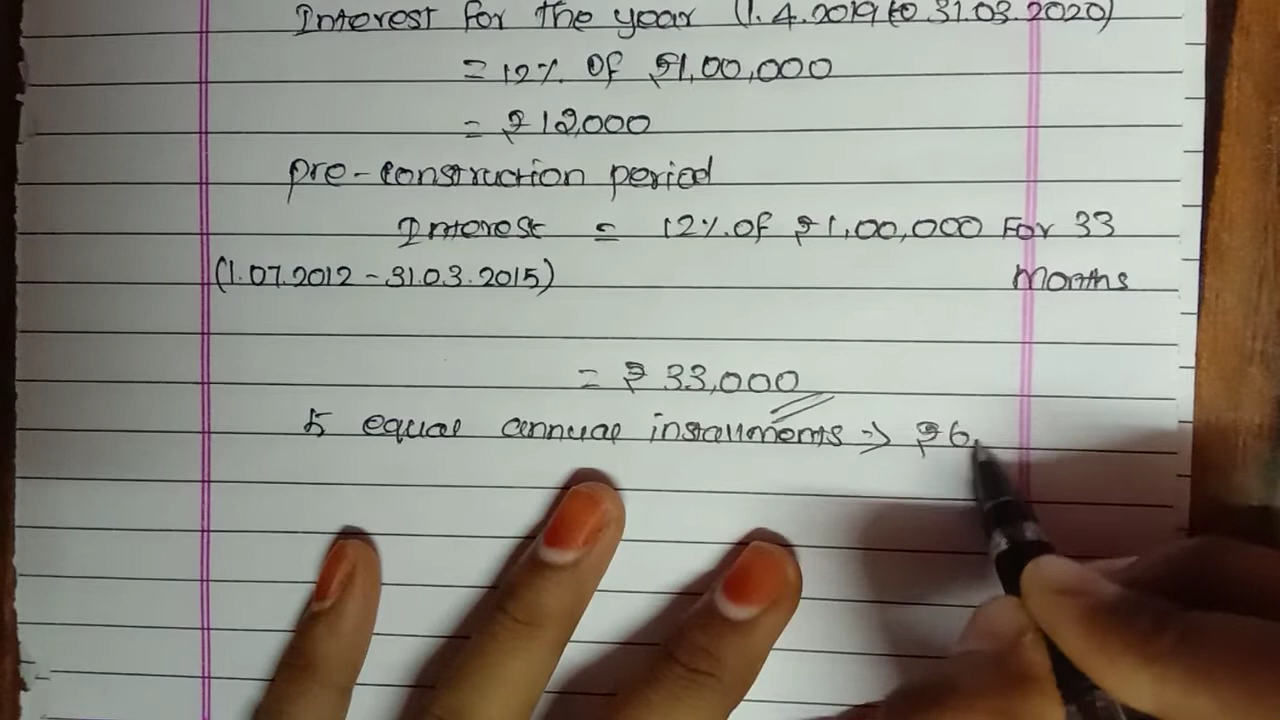 Interest for the year (1.4.2019 to 31.03.2020)
= 12% of ₹1,00,000
= ₹12,000
Pre-construction period
Interest = 12% of ₹1,00,000 For 33
(1.07.2012 - 31.03.2015) Months
= ₹33,000
5 equal annual installments => ₹6,